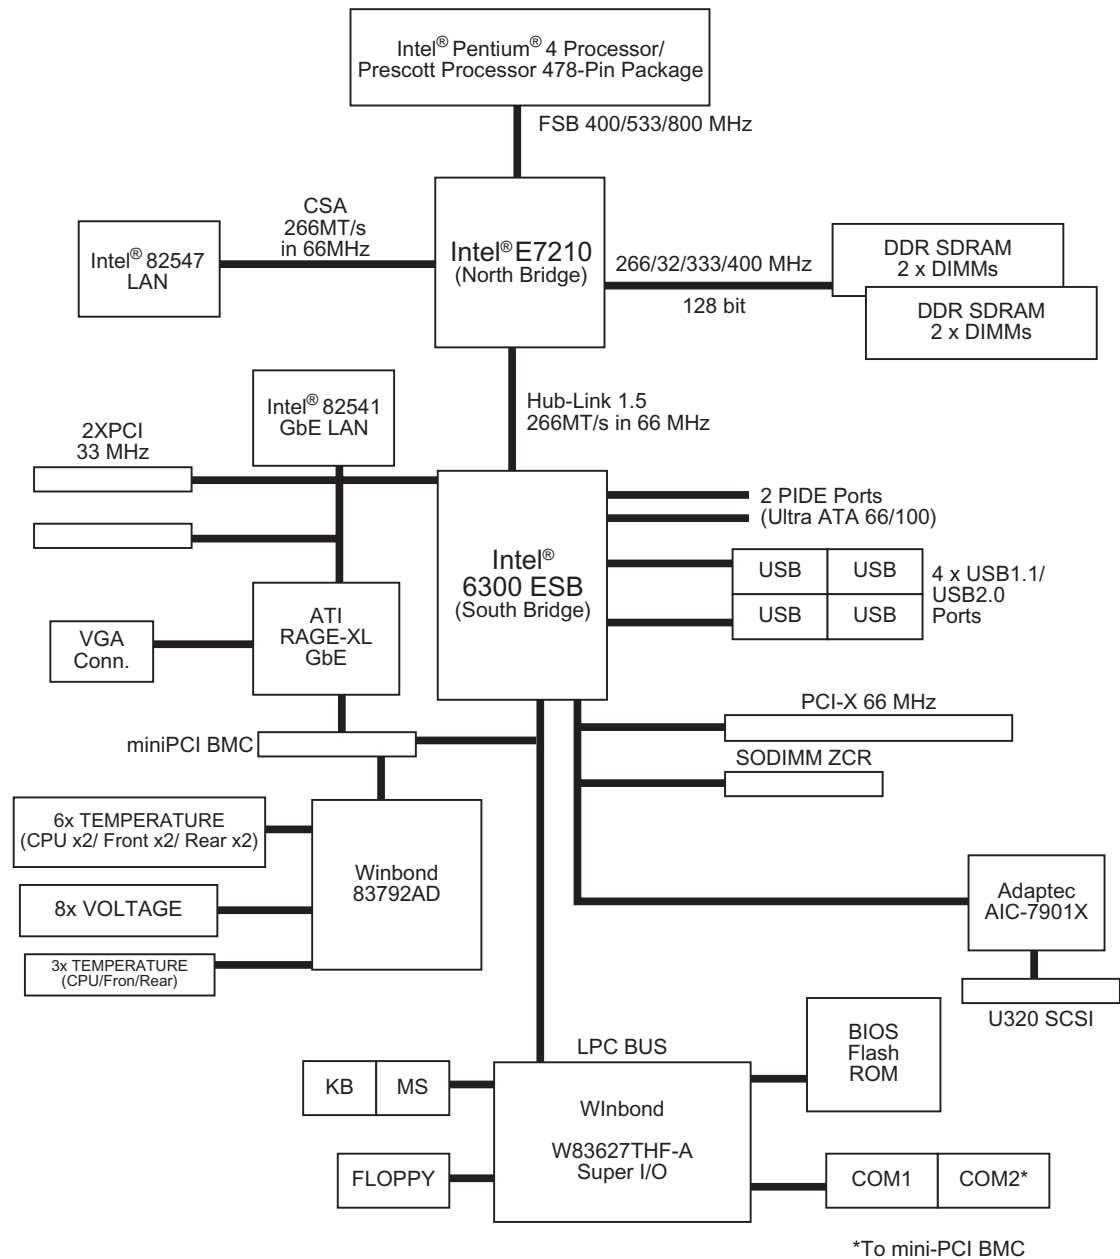 Intel® Pentium® 4 Processor/
Prescott Processor 478-Pin Package
FSB 400/533/800 MHz
CSA
266MT/s
in 66MHz
Intel® 82547
LAN
Intel® E7210
(North Bridge)
266/32/333/400 MHz
128 bit
DDR SDRAM
2 x DIMMs
DDR SDRAM
2 x DIMMs
Intel® 82541
GbE LAN
Hub-Link 1.5
266MT/s in 66 MHz
2XPCI
33 MHz
2 PIDE Ports
(Ultra ATA 66/100)
Intel®
6300 ESB
(South Bridge)
USB
USB
USB
USB
4 x USB1.1/
USB2.0
Ports
ATI
RAGE-XL
GbE
VGA
Conn.
PCI-X 66 MHz
miniPCI BMC
SODIMM ZCR
6x TEMPERATURE
(CPU x2/ Front x2/ Rear x2)
Winbond
83792AD
8x VOLTAGE
3x TEMPERATURE
(CPU/Fron/Rear)
Adaptec
AIC-7901X
U320 SCSI
LPC BUS
BIOS
Flash
ROM
KB
MS
WInbond
W83627THF-A
Super I/O
FLOPPY
COM1
COM2*
*To mini-PCI BMC